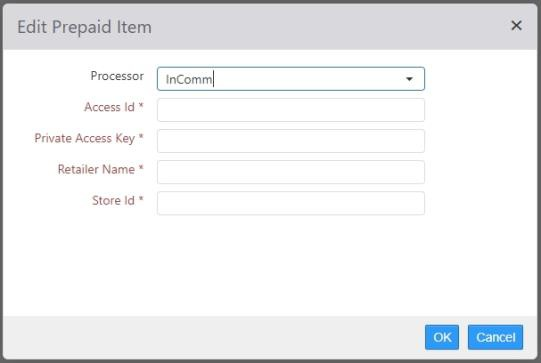 Edit Prepaid Item
Processor InComm
Access Id *
Private Access Key *
Retailer Name *
Store Id *
OK Cancel